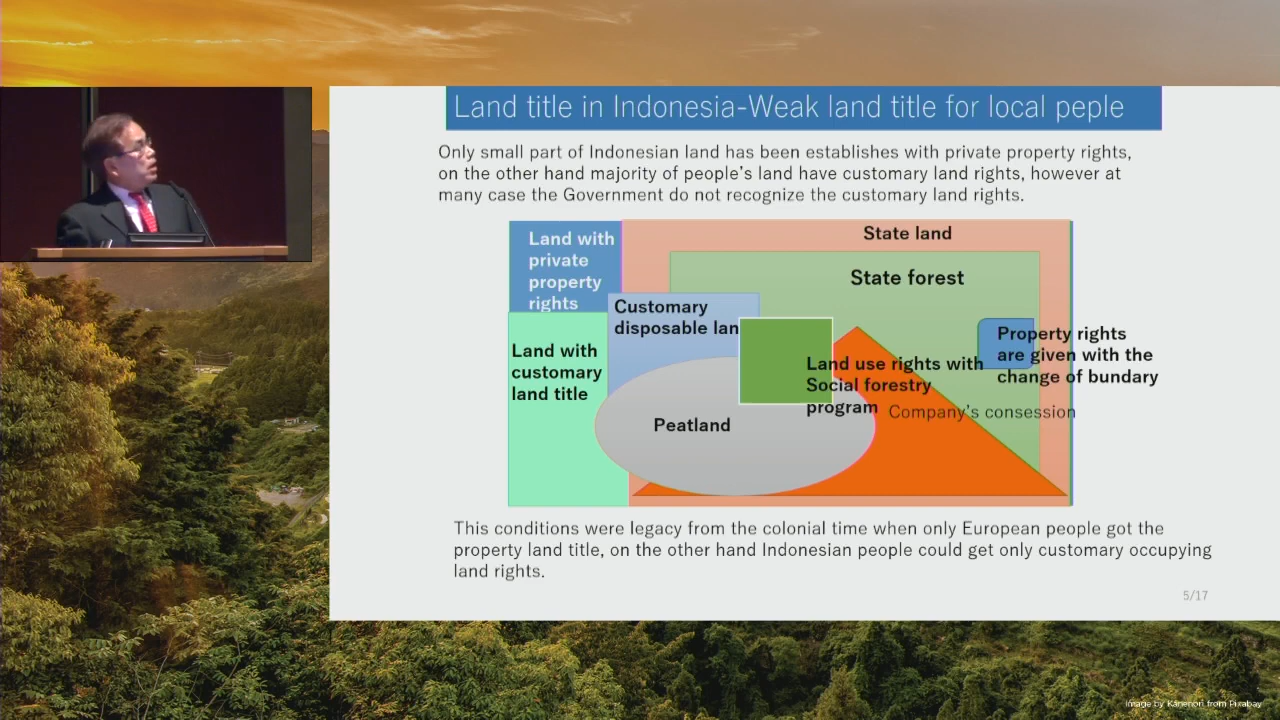 Land title in Indonesia-Weak land title for local peple
Only small part of Indonesian land has been establishes with private property rights,
on the other hand majority of people's land have customary land rights, however at
many case the Government do not recognize the customary land rights.
Land with
private
property
rights
State land
State forest
Customary
disposable lan
Land with
customary
land title
Property rights
are given with the
change of bundary
Land use rights with
Social forestry
program
Company's consession
Peatland
This conditions were legacy from the colonial time when only European people got the
property land title, on the other hand Indonesian people could get only customary occupying
land rights.
5/17
Image by Kanenori from Pixabay